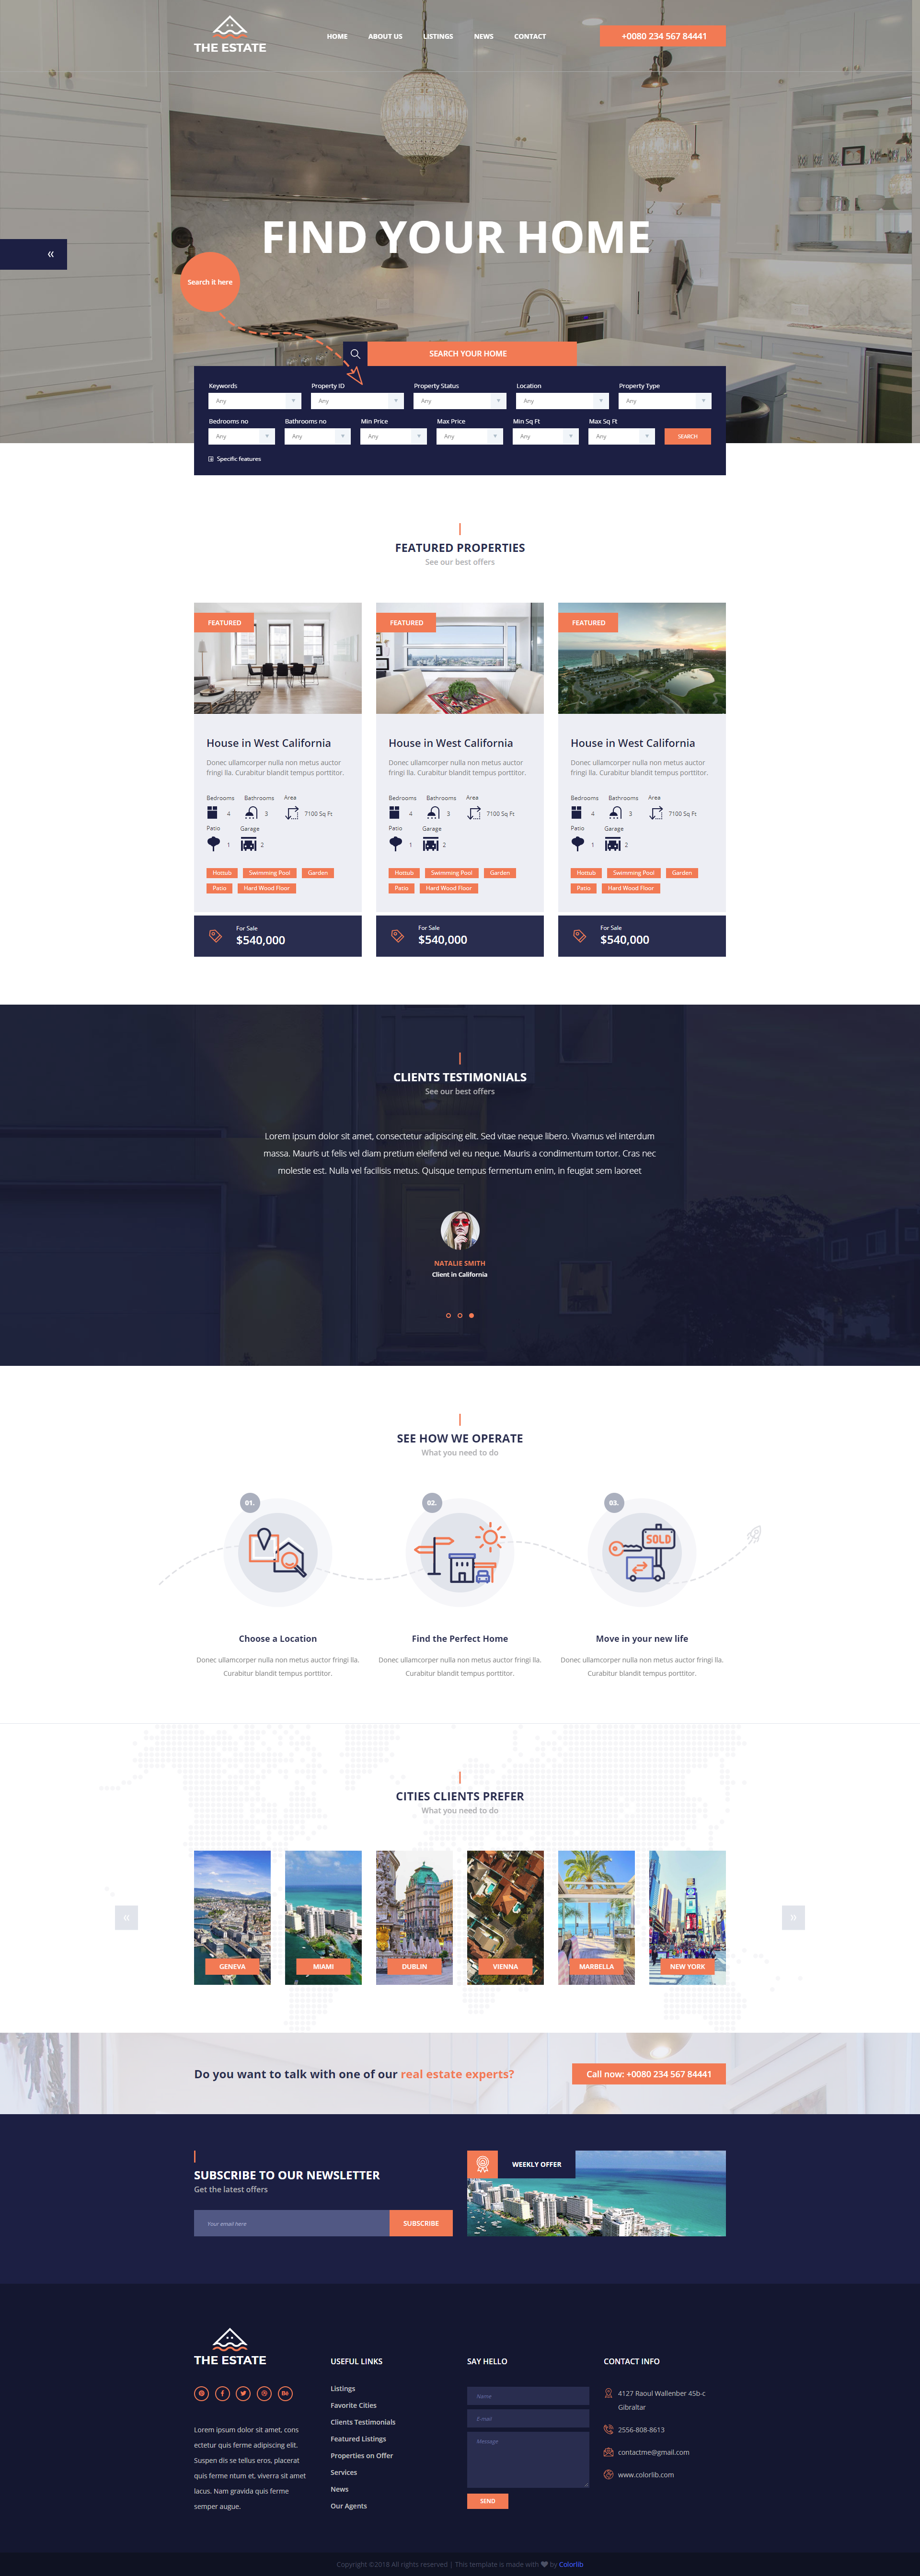 THE ESTATE
HOME ABOUT US LISTINGS NEWS CONTACT
+0080 234 567 84441
FIND YOUR HOME
«
Search it here
SEARCH YOUR HOME
Keywords Property ID Property Status Location Property Type
Any Any Any Any Any
Bedrooms no Bathrooms no Min Price Max Price Min Sq Ft Max Sq Ft
Any Any Any Any Any Any SEARCH
Specific features
FEATURED PROPERTIES
See our best offers
FEATURED FEATURED FEATURED
House in West California House in West California House in West California
Donec ullamcorper nulla non metus auctor Donec ullamcorper nulla non metus auctor Donec ullamcorper nulla non metus auctor
fringi lla. Curabitur blandit tempus porttitor. fringi lla. Curabitur blandit tempus porttitor. fringi lla. Curabitur blandit tempus porttitor.
Bedrooms Bathrooms Area Bedrooms Bathrooms Area Bedrooms Bathrooms Area
4 3 7100 Sq Ft 4 3 7100 Sq Ft 4 3 7100 Sq Ft
Patio Garage Patio Garage Patio Garage
1 2 1 2 1 2
Hottub Swimming Pool Garden Hottub Swimming Pool Garden Hottub Swimming Pool Garden
Patio Hard Wood Floor Patio Hard Wood Floor Patio Hard Wood Floor
For Sale For Sale For Sale
$540,000 $540,000 $540,000
CLIENTS TESTIMONIALS
See our best offers
Lorem ipsum dolor sit amet, consectetur adipiscing elit. Sed vitae neque libero. Vivamus vel interdum
massa. Mauris ut felis vel diam pretium eleifend vel eu neque. Mauris a condimentum tortor. Cras nec
molestie est. Nulla vel facilisis metus. Quisque tempus fermentum enim, in feugiat sem laoreet
NATALIE SMITH
Client in California
SEE HOW WE OPERATE
What you need to do
01. 02. 03.
SOLD
Choose a Location Find the Perfect Home Move in your new life
Donec ullamcorper nulla non metus auctor fringi lla. Donec ullamcorper nulla non metus auctor fringi lla. Donec ullamcorper nulla non metus auctor fringi lla.
Curabitur blandit tempus porttitor. Curabitur blandit tempus porttitor. Curabitur blandit tempus porttitor.
CITIES CLIENTS PREFER
What you need to do
« »
GENEVA MIAMI DUBLIN VIENNA MARBELLA NEW YORK
Do you want to talk with one of our real estate experts?
Call now: +0080 234 567 84441
SUBSCRIBE TO OUR NEWSLETTER
Get the latest offers
Your email here SUBSCRIBE
WEEKLY OFFER
THE ESTATE
Lorem ipsum dolor sit amet, cons
ectetur quis ferme adipiscing elit.
Suspen dis se tellus eros, placerat
quis ferme ntum et, viverra sit amet
lacus. Nam gravida quis ferme
semper augue.
USEFUL LINKS
Listings
Favorite Cities
Clients Testimonials
Featured Listings
Properties on Offer
Services
News
Our Agents
SAY HELLO
Name
E-mail
Message
SEND
CONTACT INFO
4127 Raoul Wallenber 45b-c
Gibraltar
2556-808-8613
contactme@gmail.com
www.colorlib.com
Copyright ©2018 All rights reserved | This template is made with ♥ by Colorlib